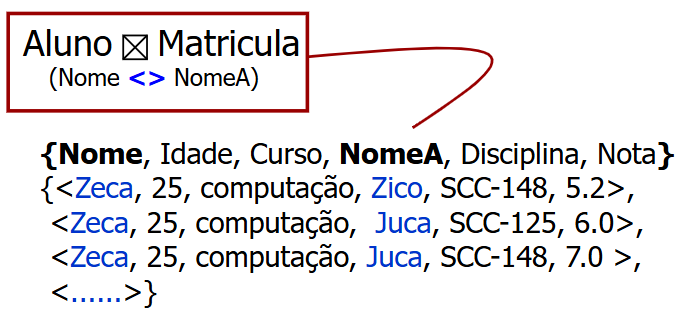 Aluno ⊠ Matricula
(Nome <> NomeA)
{Nome, Idade, Curso, NomeA, Disciplina, Nota}
{<Zeca, 25, computação, Zico, SCC-148, 5.2>,
<Zeca, 25, computação, Juca, SCC-125, 6.0>,
<Zeca, 25, computação, Juca, SCC-148, 7.0 >,
<......>}